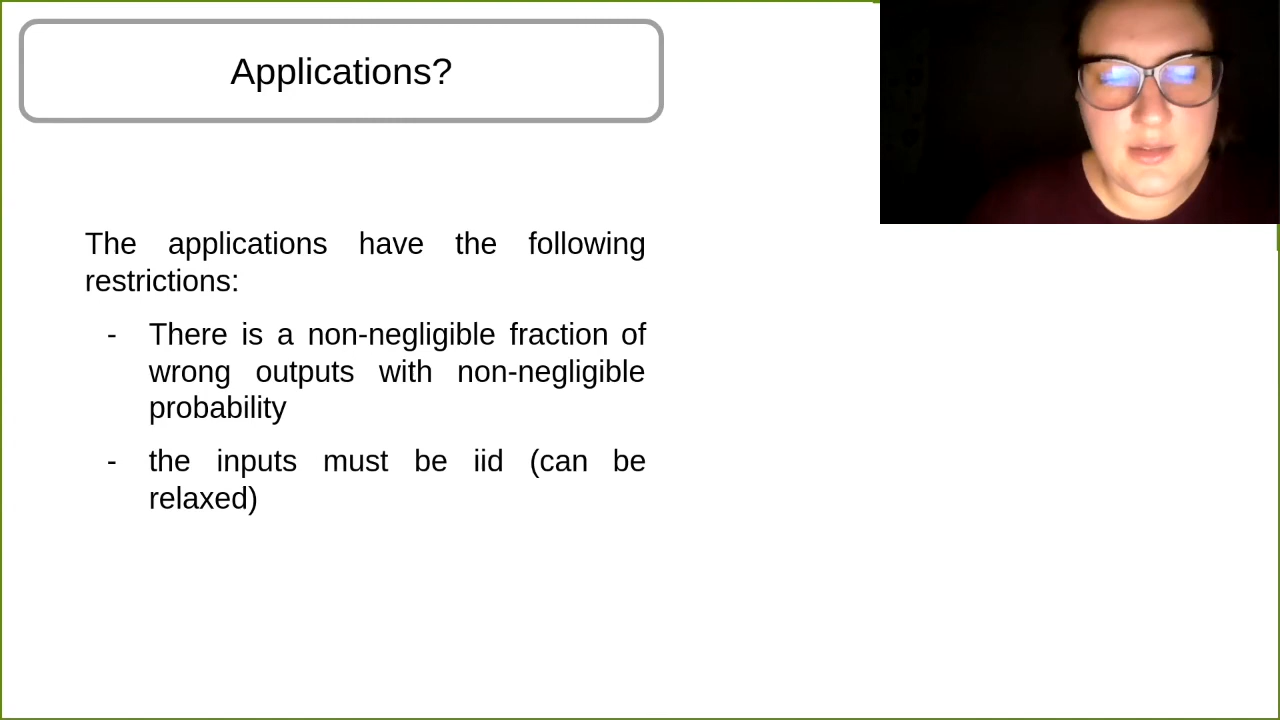 Applications?
The applications have the following
restrictions:
- There is a non-negligible fraction of
wrong outputs with non-negligible
probability
- the inputs must be iid (can be
relaxed)